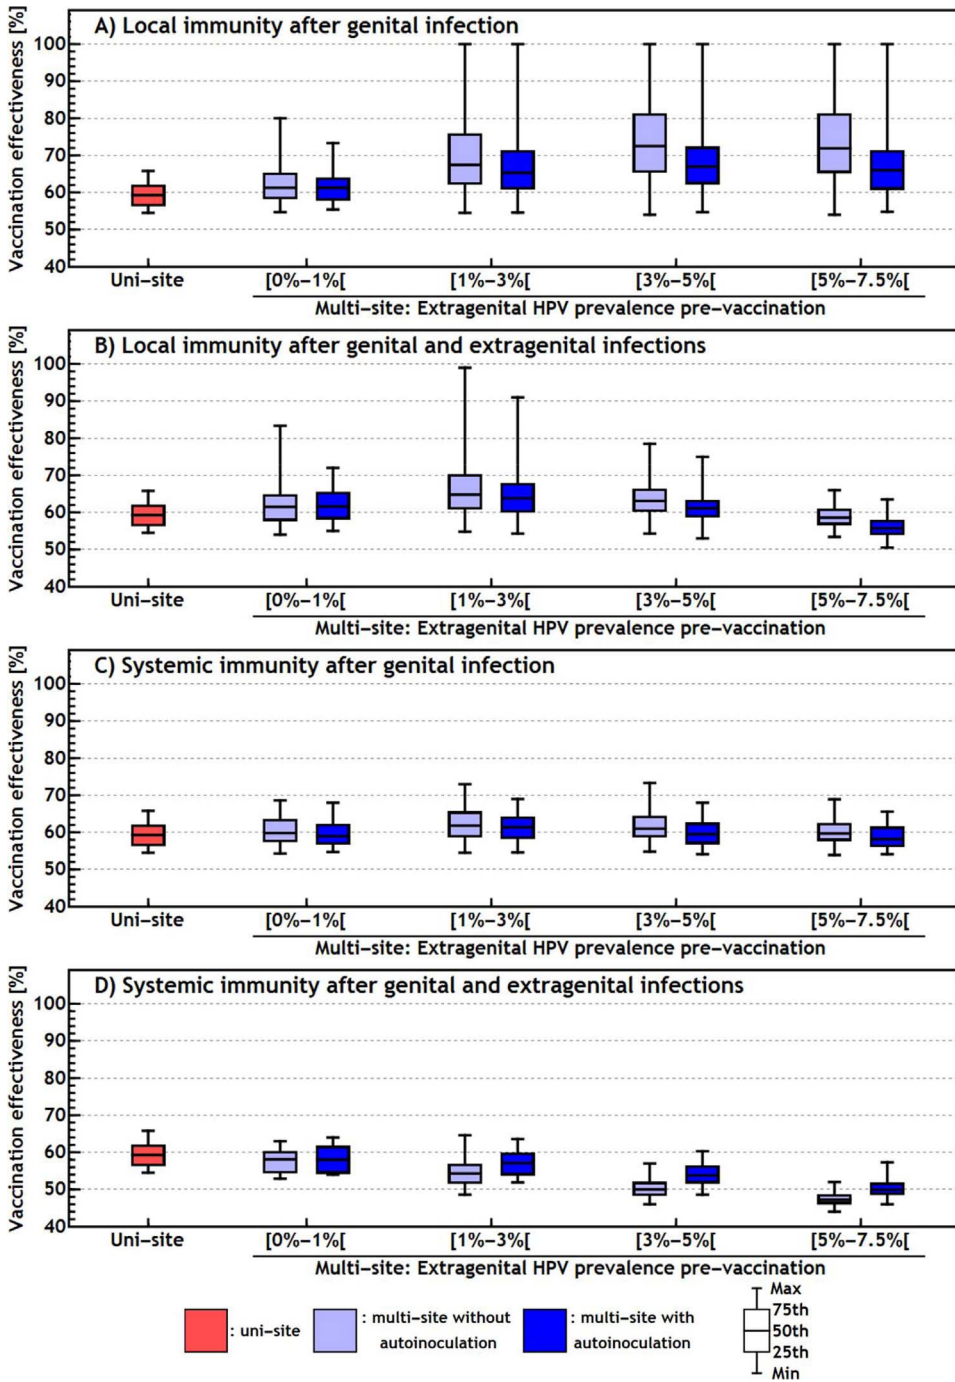 A) Local immunity after genital infection
Vaccination effectiveness [%]
100
90
80
70
60
50
40
Uni-site [0%-1%[ [1%-3%[ [3%-5%[ [5%-7.5%[
Multi-site: Extragenital HPV prevalence pre-vaccination
B) Local immunity after genital and extragenital infections
Vaccination effectiveness [%]
100
90
80
70
60
50
40
Uni-site [0%-1%[ [1%-3%[ [3%-5%[ [5%-7.5%[
Multi-site: Extragenital HPV prevalence pre-vaccination
C) Systemic immunity after genital infection
Vaccination effectiveness [%]
100
90
80
70
60
50
40
Uni-site [0%-1%[ [1%-3%[ [3%-5%[ [5%-7.5%[
Multi-site: Extragenital HPV prevalence pre-vaccination
D) Systemic immunity after genital and extragenital infections
Vaccination effectiveness [%]
100
90
80
70
60
50
40
Uni-site [0%-1%[ [1%-3%[ [3%-5%[ [5%-7.5%[
Multi-site: Extragenital HPV prevalence pre-vaccination
: uni-site
: multi-site without
autoinoculation
: multi-site with
autoinoculation
Max
75th
50th
25th
Min